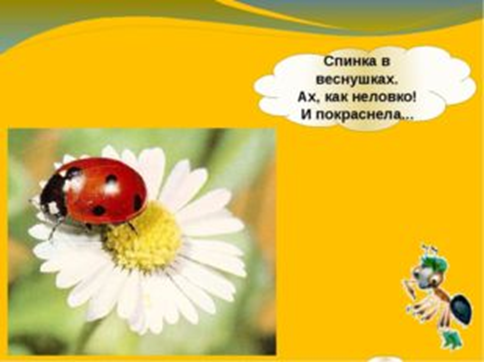 Спинка в
веснушках.
Ах, как неловко!
И покраснела...